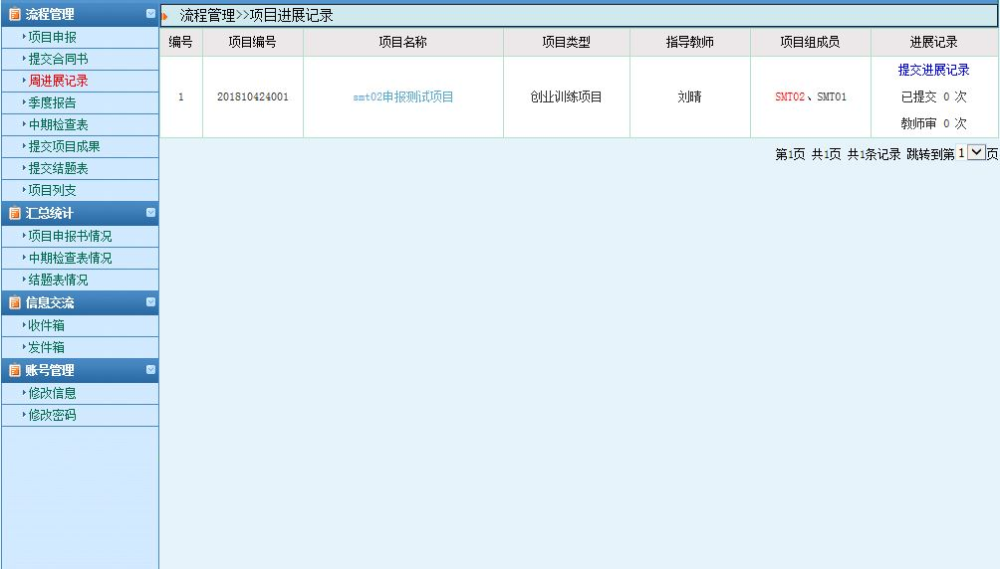 流程管理
项目申报
提交合同书
周进展记录
季度报告
中期检查表
提交项目成果
提交结题表
项目列支
汇总统计
项目申报书情况
中期检查表情况
结题表情况
信息交流
收件箱
发件箱
账号管理
修改信息
修改密码
流程管理>>项目进展记录
编号 项目编号 项目名称 项目类型 指导教师 项目组成员 进展记录
1 201810424001 smt02申报测试项目 创业训练项目 刘晴 SMT02、SMT01 提交进展记录
已提交 0 次
教师审 0 次
第1页 共1页 共1条记录 跳转到第 1 页